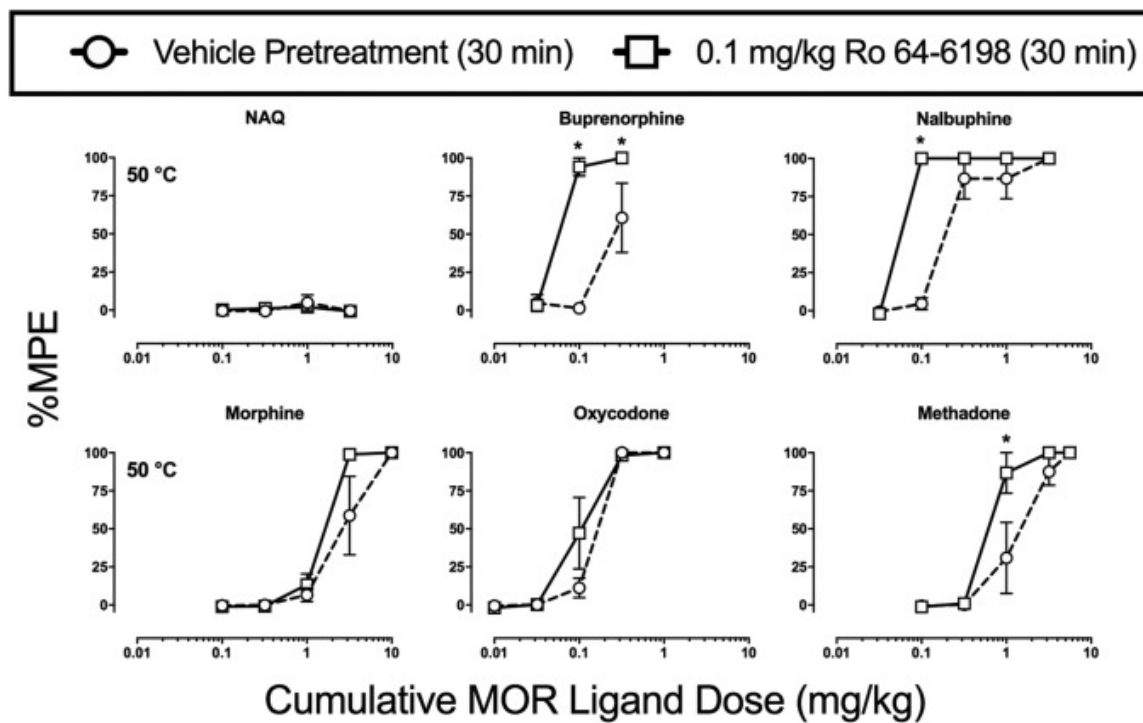 Vehicle Pretreatment (30 min) 0.1 mg/kg Ro 64-6198 (30 min)
NAQ Buprenorphine Nalbuphine
* * *
100 100 100
50 °C
75 75 75
50 50 50
25 25 25
0 0 0
0.01 0.1 1 10 0.01 0.1 1 10 0.01 0.1 1 10
%MPE
Morphine Oxycodone Methadone
*
100 100 100
50 °C
75 75 75
50 50 50
25 25 25
0 0 0
0.01 0.1 1 10 0.01 0.1 1 10 0.01 0.1 1 10
Cumulative MOR Ligand Dose (mg/kg)